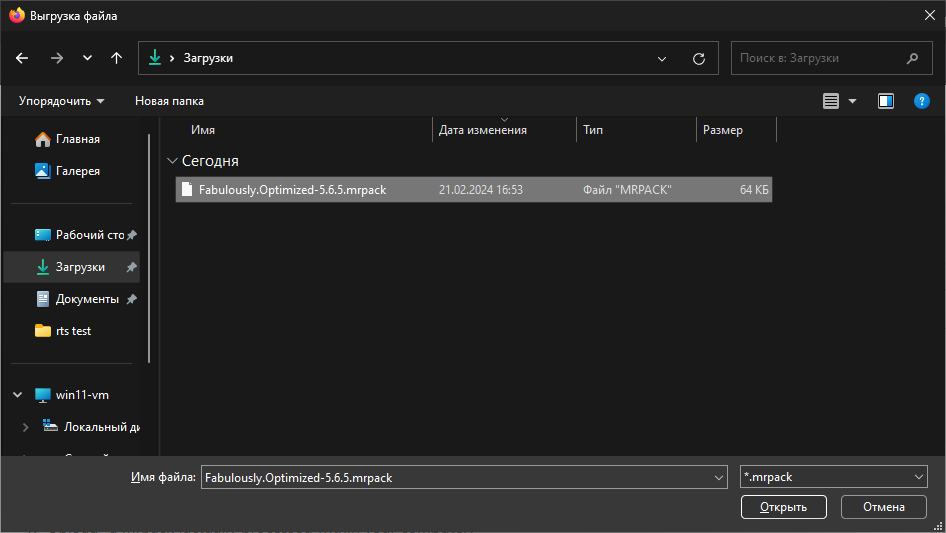 Выгрузка файла
Загрузки
Поиск в: Загрузки
Упорядочить
Новая папка
?
Главная
Галерея
Рабочий сто
Загрузки
Документы
rts test
win11-vm
Локальный ди
Имя
Дата изменения
Тип
Размер
Сегодня
Fabulously.Optimized-5.6.5.mrpack 21.02.2024 16:53 Файл "MRPACK" 64 КБ
Имя файла: Fabulously.Optimized-5.6.5.mrpack
*.mrpack
Открыть
Отмена